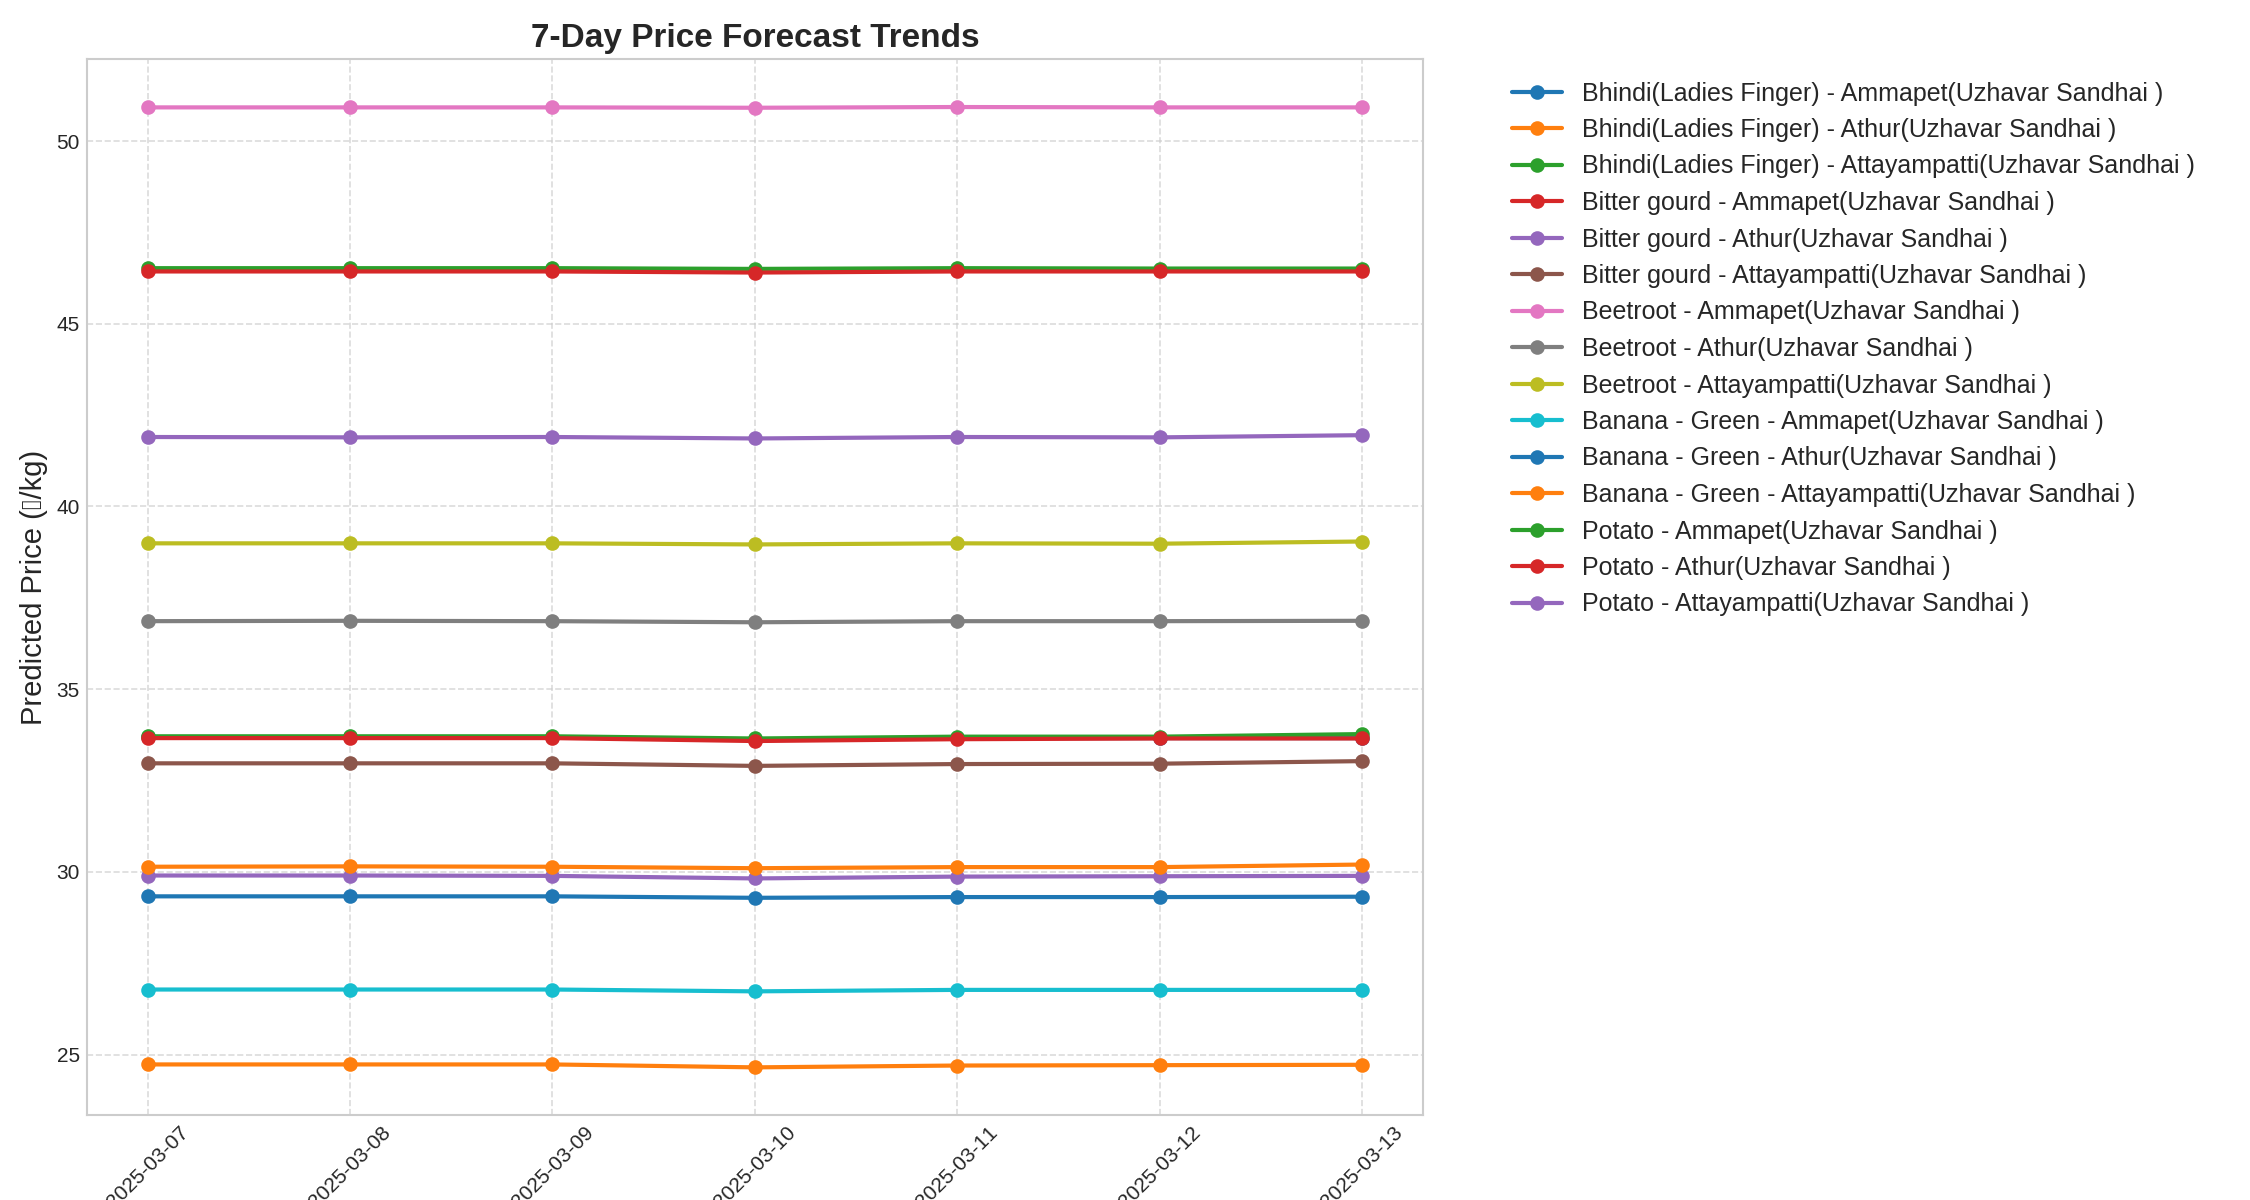 7-Day Price Forecast Trends
Predicted Price (▯/kg)
50
45
40
35
30
25
2025-03-07
2025-03-08
2025-03-09
2025-03-10
2025-03-11
2025-03-12
2025-03-13
Bhindi(Ladies Finger) - Ammapet(Uzhavar Sandhai )
Bhindi(Ladies Finger) - Athur(Uzhavar Sandhai )
Bhindi(Ladies Finger) - Attayampatti(Uzhavar Sandhai )
Bitter gourd - Ammapet(Uzhavar Sandhai )
Bitter gourd - Athur(Uzhavar Sandhai )
Bitter gourd - Attayampatti(Uzhavar Sandhai )
Beetroot - Ammapet(Uzhavar Sandhai )
Beetroot - Athur(Uzhavar Sandhai )
Beetroot - Attayampatti(Uzhavar Sandhai )
Banana - Green - Ammapet(Uzhavar Sandhai )
Banana - Green - Athur(Uzhavar Sandhai )
Banana - Green - Attayampatti(Uzhavar Sandhai )
Potato - Ammapet(Uzhavar Sandhai )
Potato - Athur(Uzhavar Sandhai )
Potato - Attayampatti(Uzhavar Sandhai )